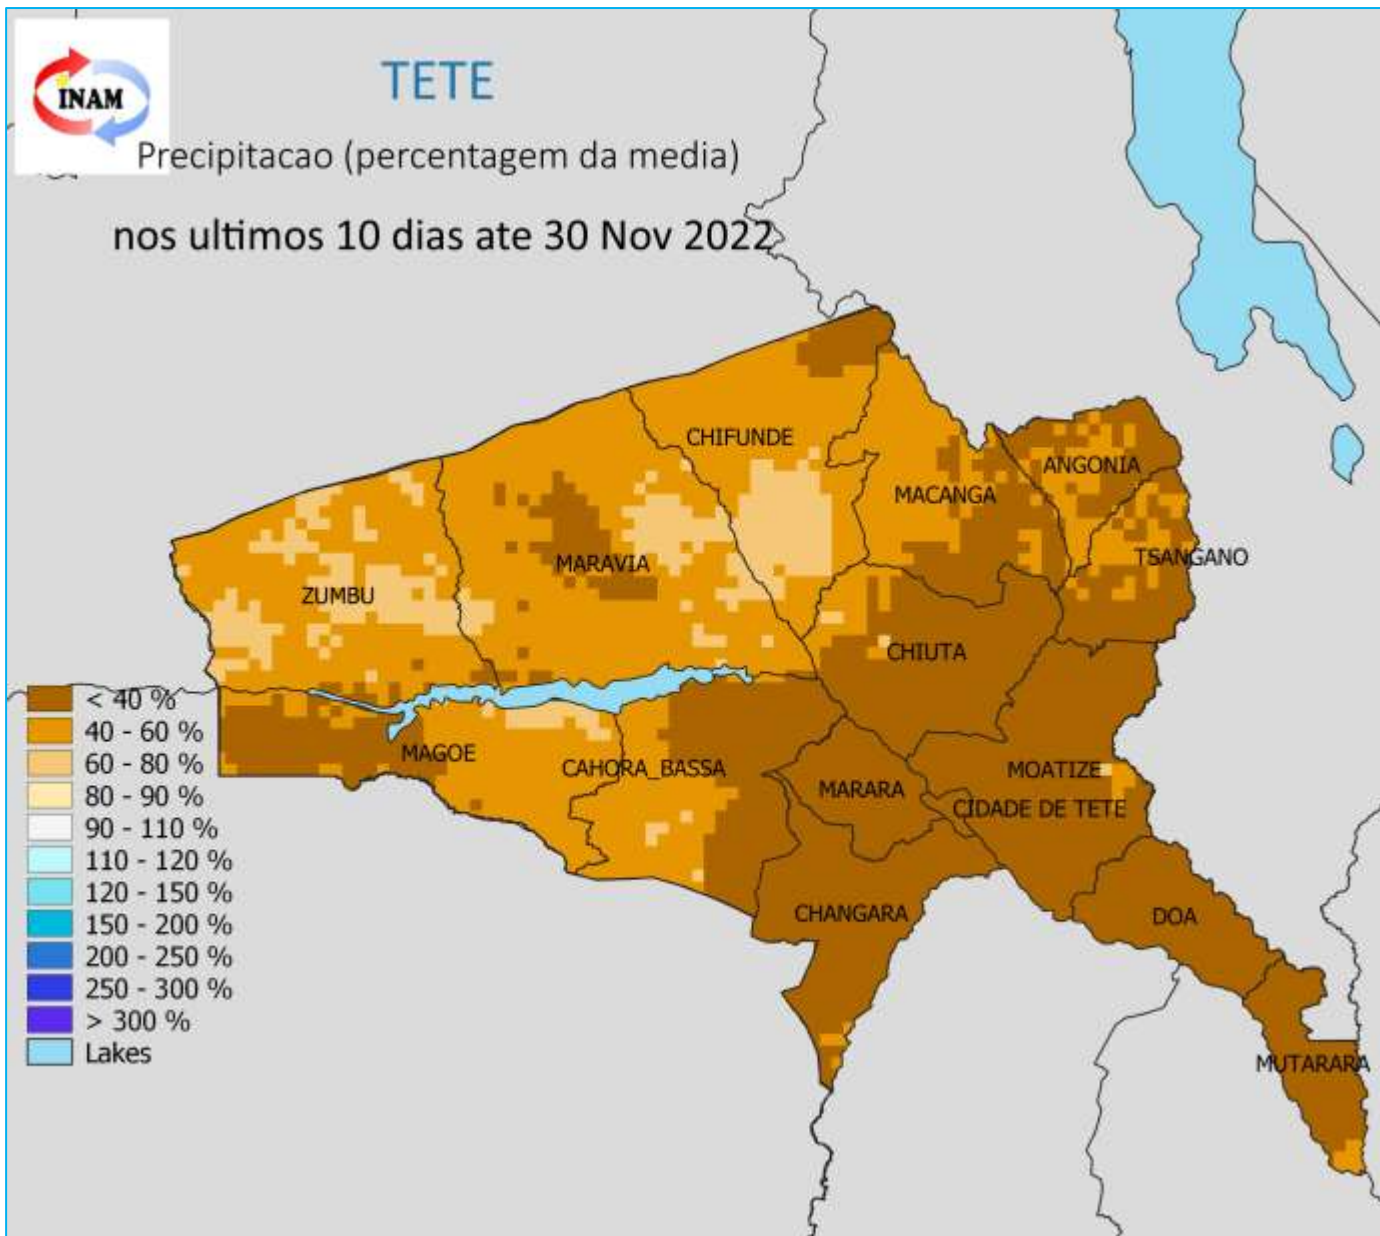 INAM
TETE
Precipitacao (percentagem da media)
nos ultimos 10 dias ate 30 Nov 2022
CHIFUNDE
ANGONIA
MACANGA
TSANGANO
MARAVIA
ZUMBU
CHIUTA
MAGOE
CAHORA_BASSA
MOATIZE
MARARA
CIDADE DE TETE
CHANGARA
DOA
MUTARARA
< 40 %
40 - 60 %
60 - 80 %
80 - 90 %
90 - 110 %
110 - 120 %
120 - 150 %
150 - 200 %
200 - 250 %
250 - 300 %
> 300 %
Lakes